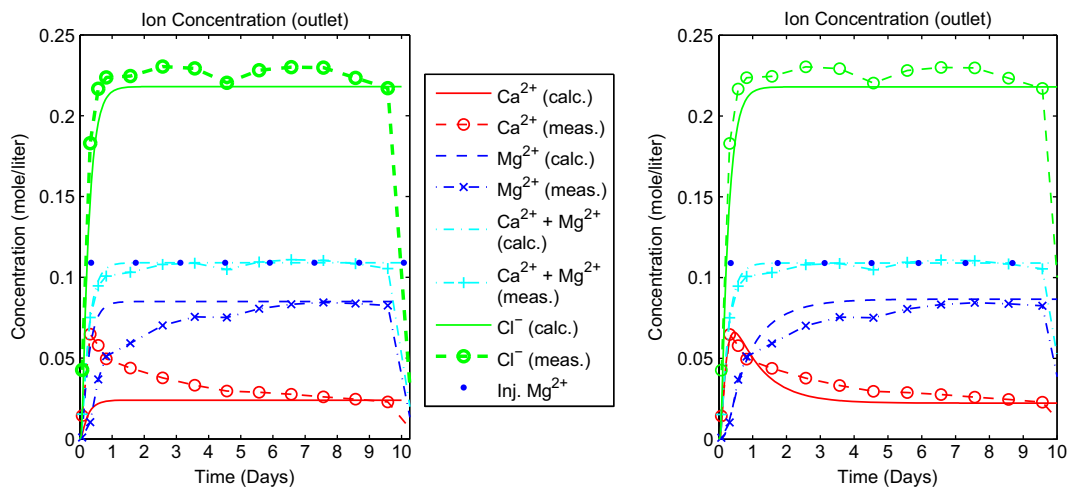 Ion Concentration (outlet)
0.25
0.2
0.15
0.1
0.05
0
Concentration (mole/liter)
0 1 2 3 4 5 6 7 8 9 10
Time (Days)
Ca²⁺ (calc.)
Ca²⁺ (meas.)
Mg²⁺ (calc.)
Mg²⁺ (meas.)
Ca²⁺ + Mg²⁺
(calc.)
Ca²⁺ + Mg²⁺
(meas.)
Cl⁻ (calc.)
Cl⁻ (meas.)
Inj. Mg²⁺
Ion Concentration (outlet)
0.25
0.2
0.15
0.1
0.05
0
Concentration (mole/liter)
0 1 2 3 4 5 6 7 8 9 10
Time (Days)